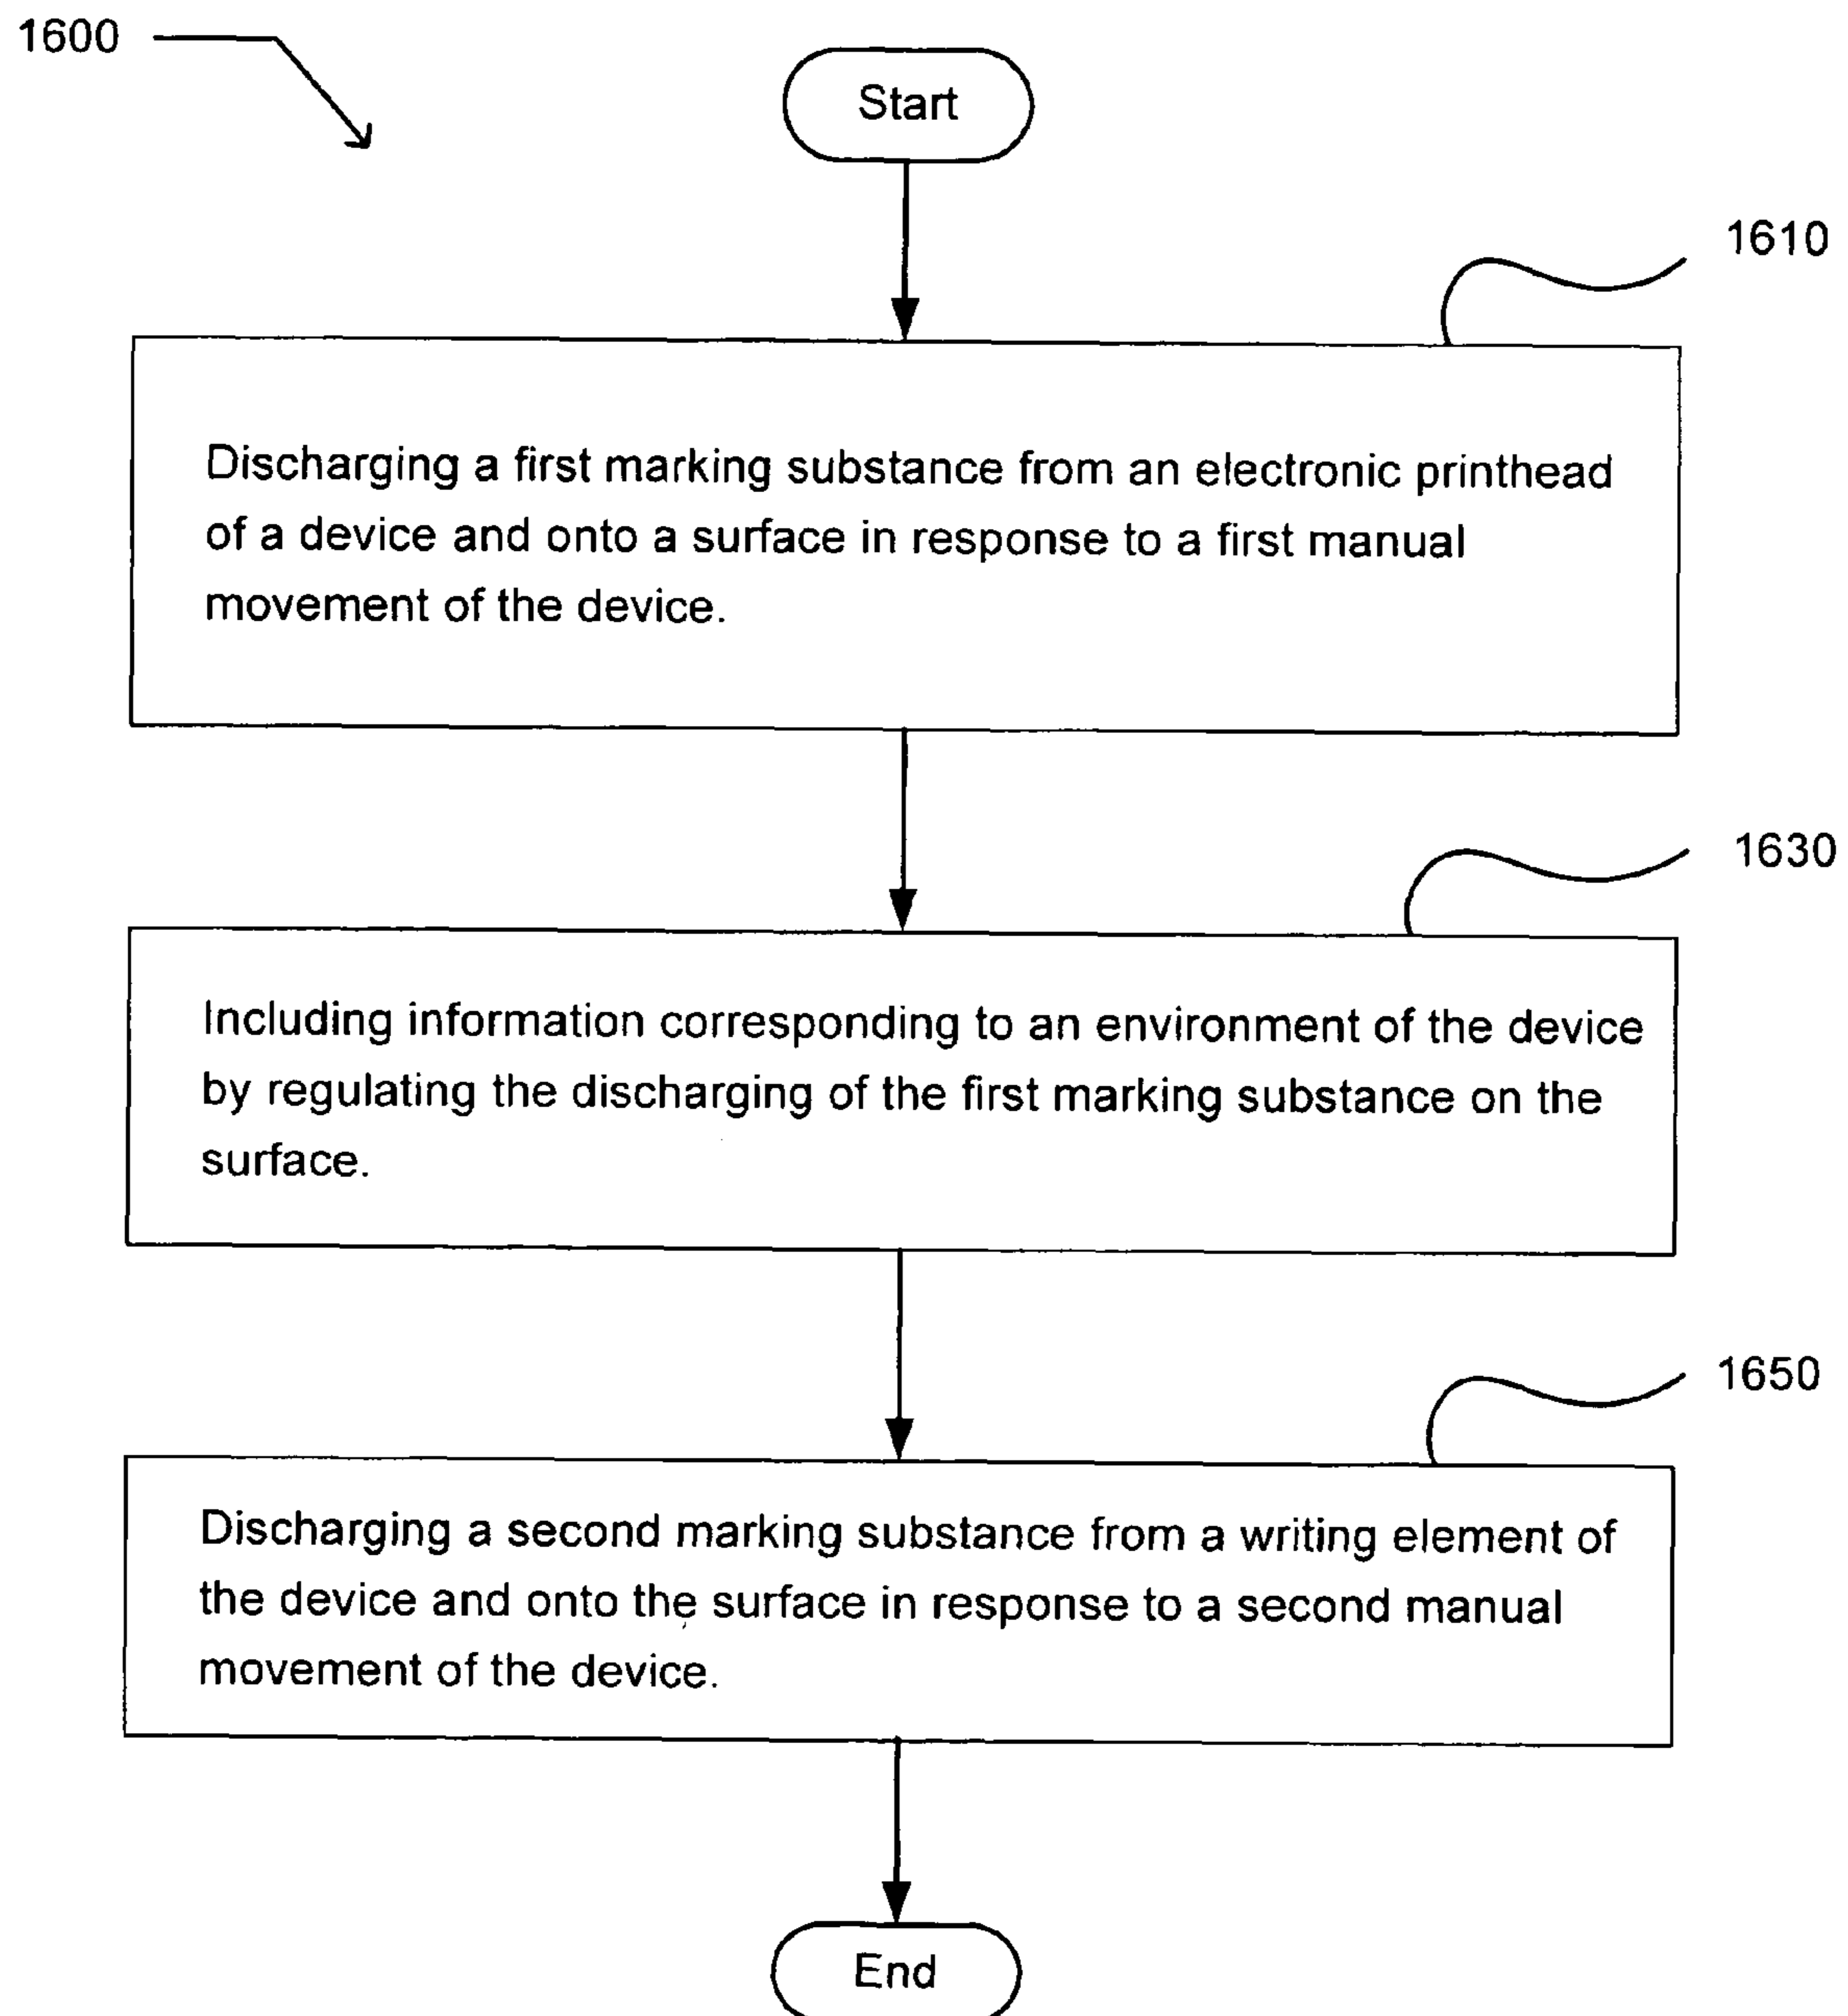 1600
Start
1610
Discharging a first marking substance from an electronic printhead
of a device and onto a surface in response to a first manual
movement of the device.
1630
Including information corresponding to an environment of the device
by regulating the discharging of the first marking substance on the
surface.
1650
Discharging a second marking substance from a writing element of
the device and onto the surface in response to a second manual
movement of the device.
End